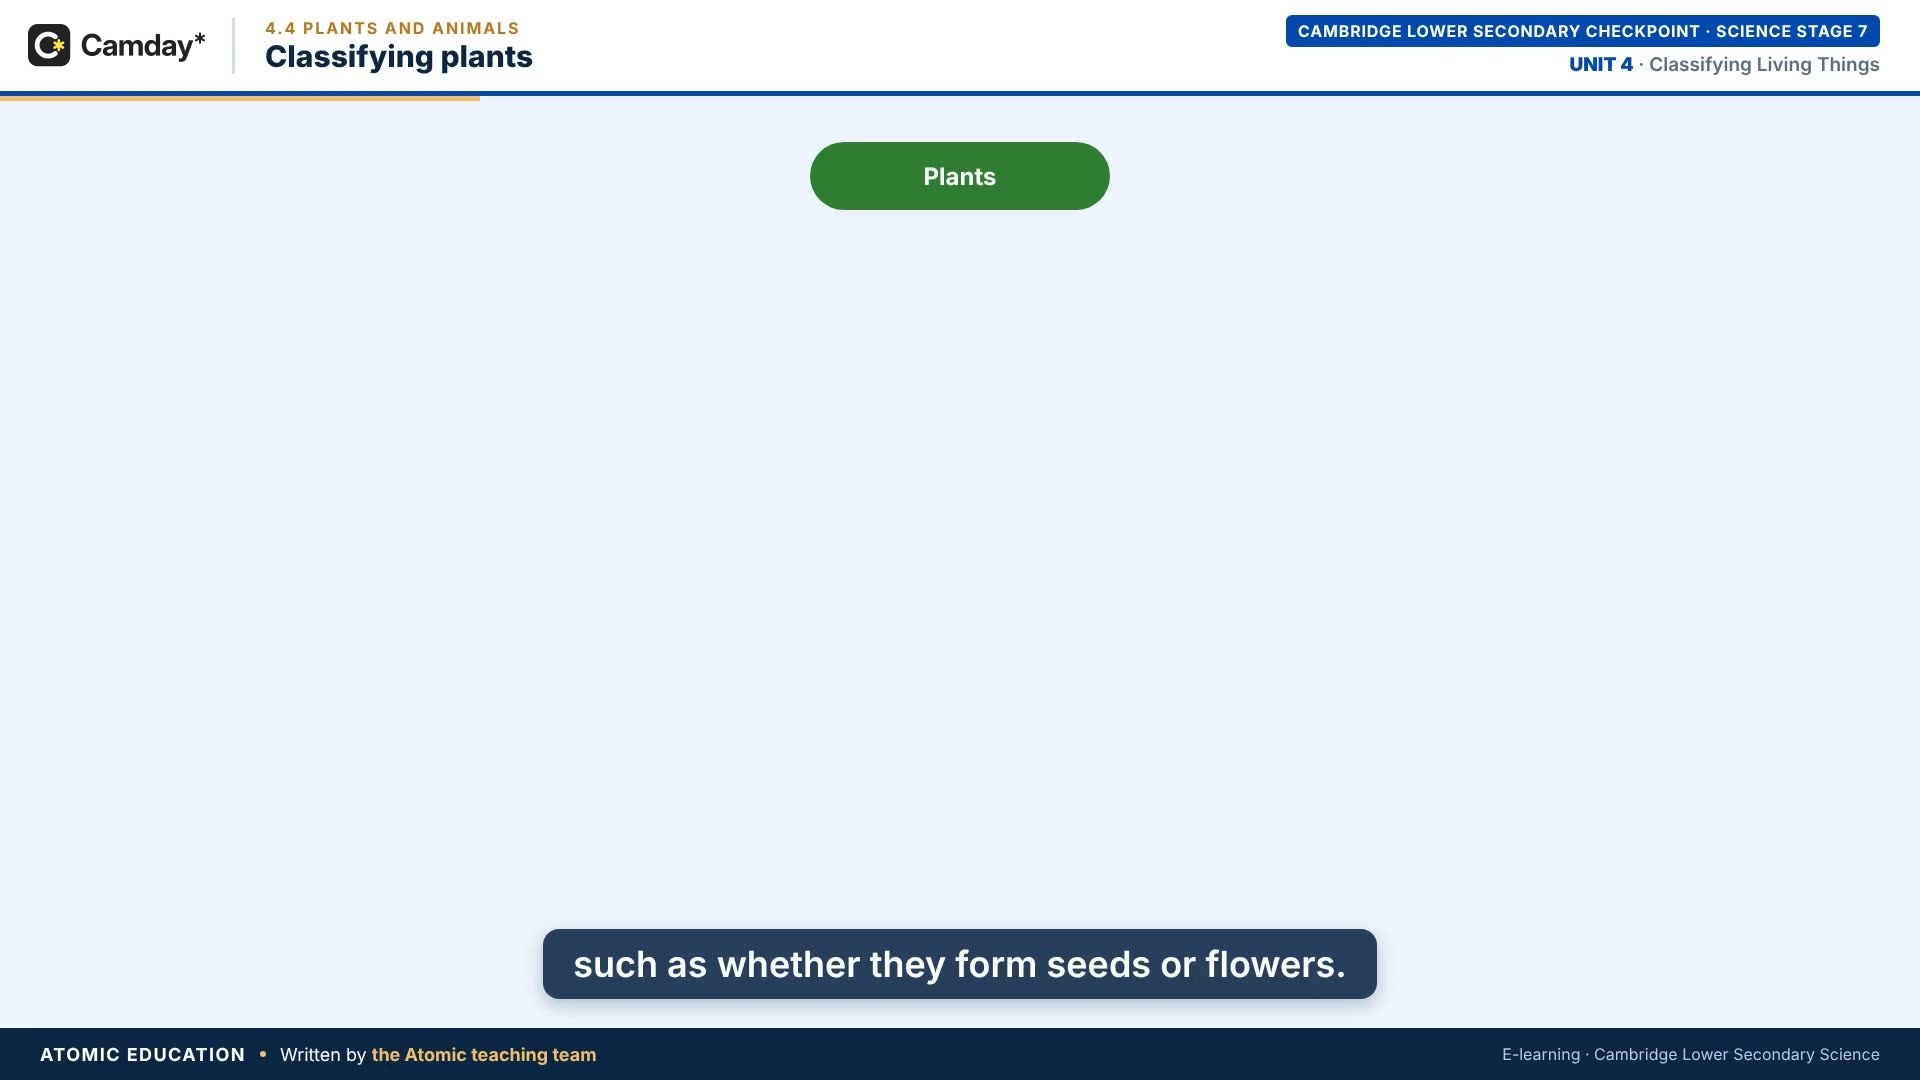 Camday*
4.4 PLANTS AND ANIMALS
Classifying plants
CAMBRIDGE LOWER SECONDARY CHECKPOINT · SCIENCE STAGE 7
UNIT 4 · Classifying Living Things
Plants
such as whether they form seeds or flowers.
ATOMIC EDUCATION • Written by the Atomic teaching team
E-learning · Cambridge Lower Secondary Science